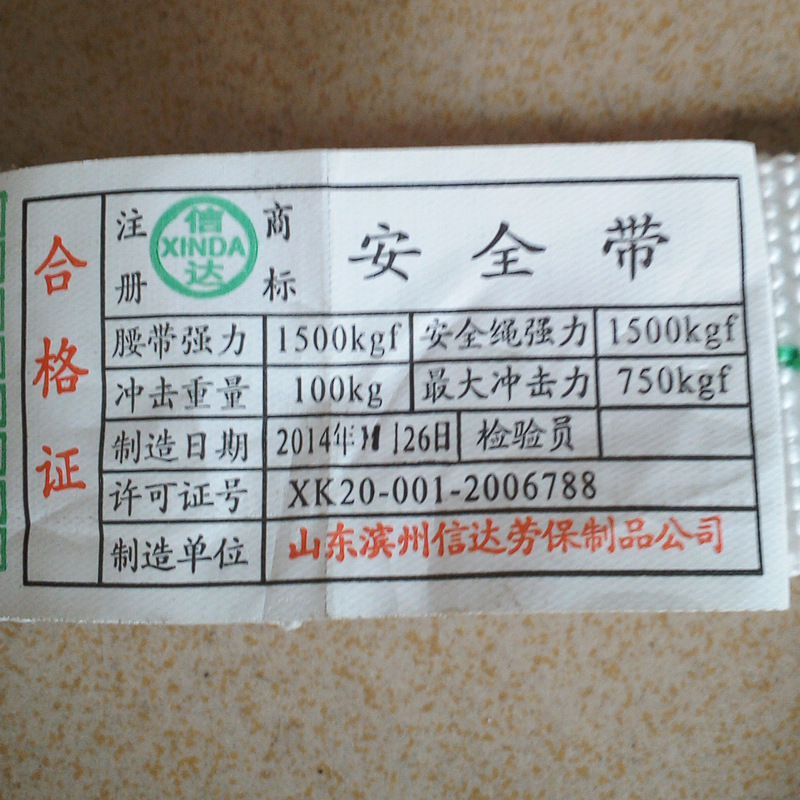 合格证
注册
信
XINDA
达
商标
安全带
腰带强力 1500kgf 安全绳强力 1500kgf
冲击重量 100kg 最大冲击力 750kgf
制造日期 2014年 26日 检验员
许可证号 XK20-001-2006788
制造单位 山东滨州信达劳保制品公司